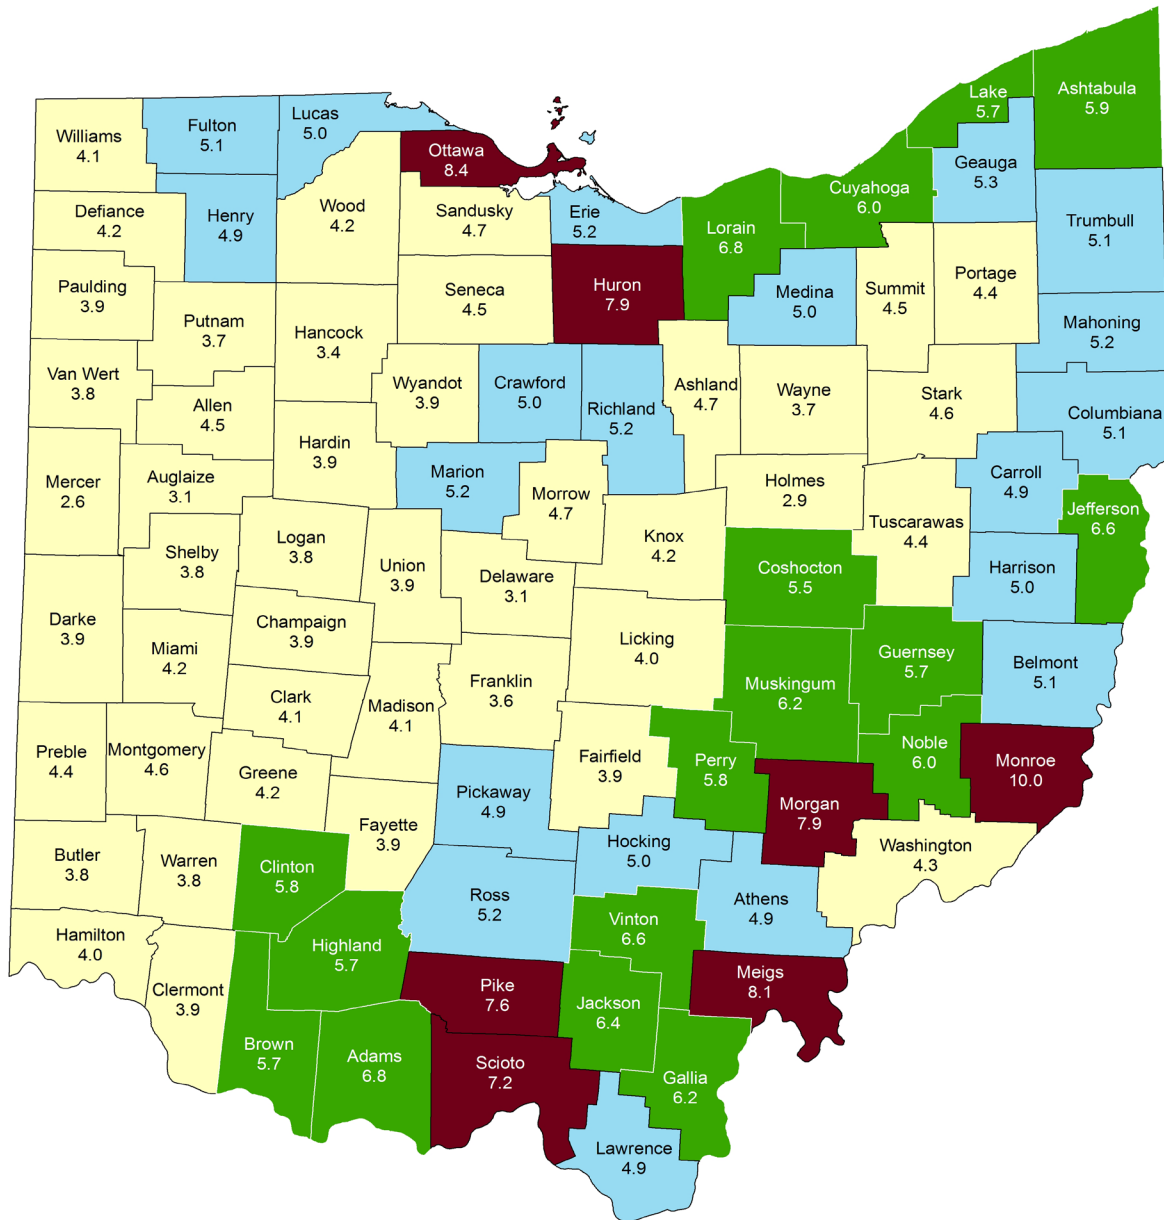 Ashtabula
5.9
Lake
5.7
Williams
4.1
Fulton
5.1
Lucas
5.0
Ottawa
8.4
Geauga
5.3
Cuyahoga
6.0
Defiance
4.2
Henry
4.9
Wood
4.2
Sandusky
4.7
Erie
5.2
Lorain
6.8
Trumbull
5.1
Paulding
3.9
Putnam
3.7
Hancock
3.4
Seneca
4.5
Huron
7.9
Medina
5.0
Summit
4.5
Portage
4.4
Mahoning
5.2
Van Wert
3.8
Allen
4.5
Wyandot
3.9
Crawford
5.0
Richland
5.2
Ashland
4.7
Wayne
3.7
Stark
4.6
Columbiana
5.1
Mercer
2.6
Auglaize
3.1
Hardin
3.9
Marion
5.2
Morrow
4.7
Holmes
2.9
Carroll
4.9
Tuscarawas
4.4
Jefferson
6.6
Shelby
3.8
Logan
3.8
Union
3.9
Delaware
3.1
Knox
4.2
Coshocton
5.5
Harrison
5.0
Darke
3.9
Miami
4.2
Champaign
3.9
Licking
4.0
Guernsey
5.7
Belmont
5.1
Clark
4.1
Madison
4.1
Franklin
3.6
Muskingum
6.2
Preble
4.4
Montgomery
4.6
Greene
4.2
Fairfield
3.9
Perry
5.8
Noble
6.0
Monroe
10.0
Pickaway
4.9
Morgan
7.9
Fayette
3.9
Hocking
5.0
Washington
4.3
Butler
3.8
Warren
3.8
Clinton
5.8
Ross
5.2
Athens
4.9
Vinton
6.6
Hamilton
4.0
Highland
5.7
Clermont
3.9
Pike
7.6
Meigs
8.1
Jackson
6.4
Brown
5.7
Adams
6.8
Scioto
7.2
Gallia
6.2
Lawrence
4.9